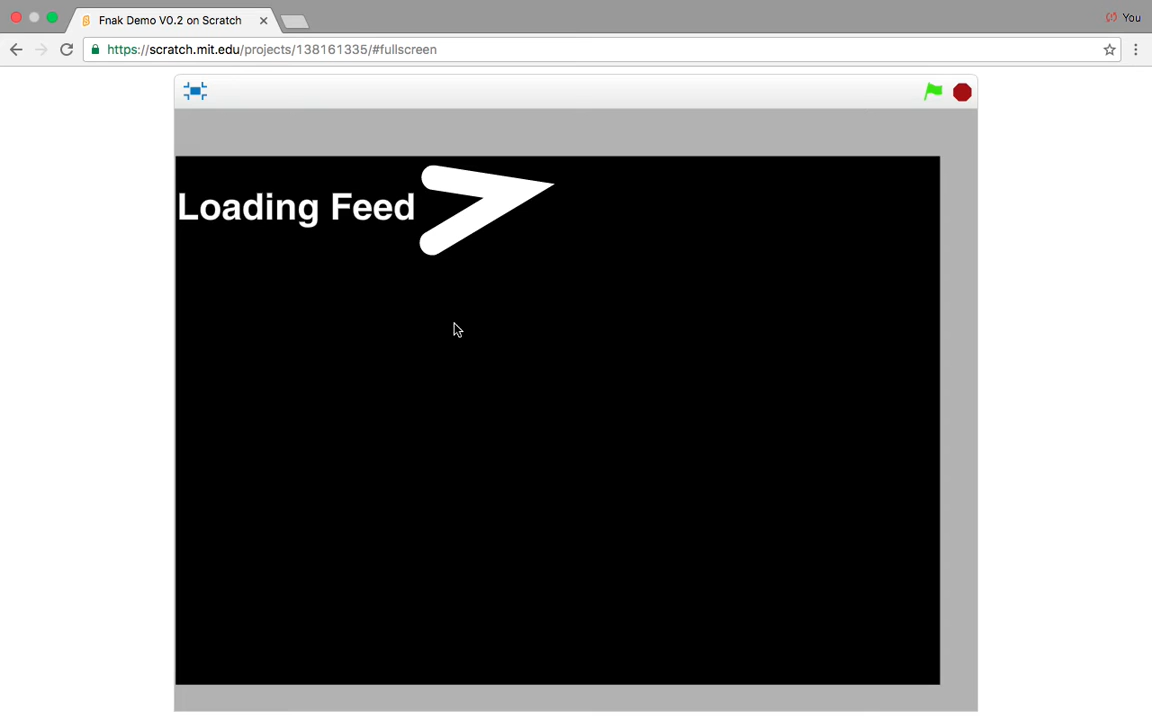 Fnak Demo V0.2 on Scratch
You
https://scratch.mit.edu/projects/138161335/#fullscreen
Loading Feed